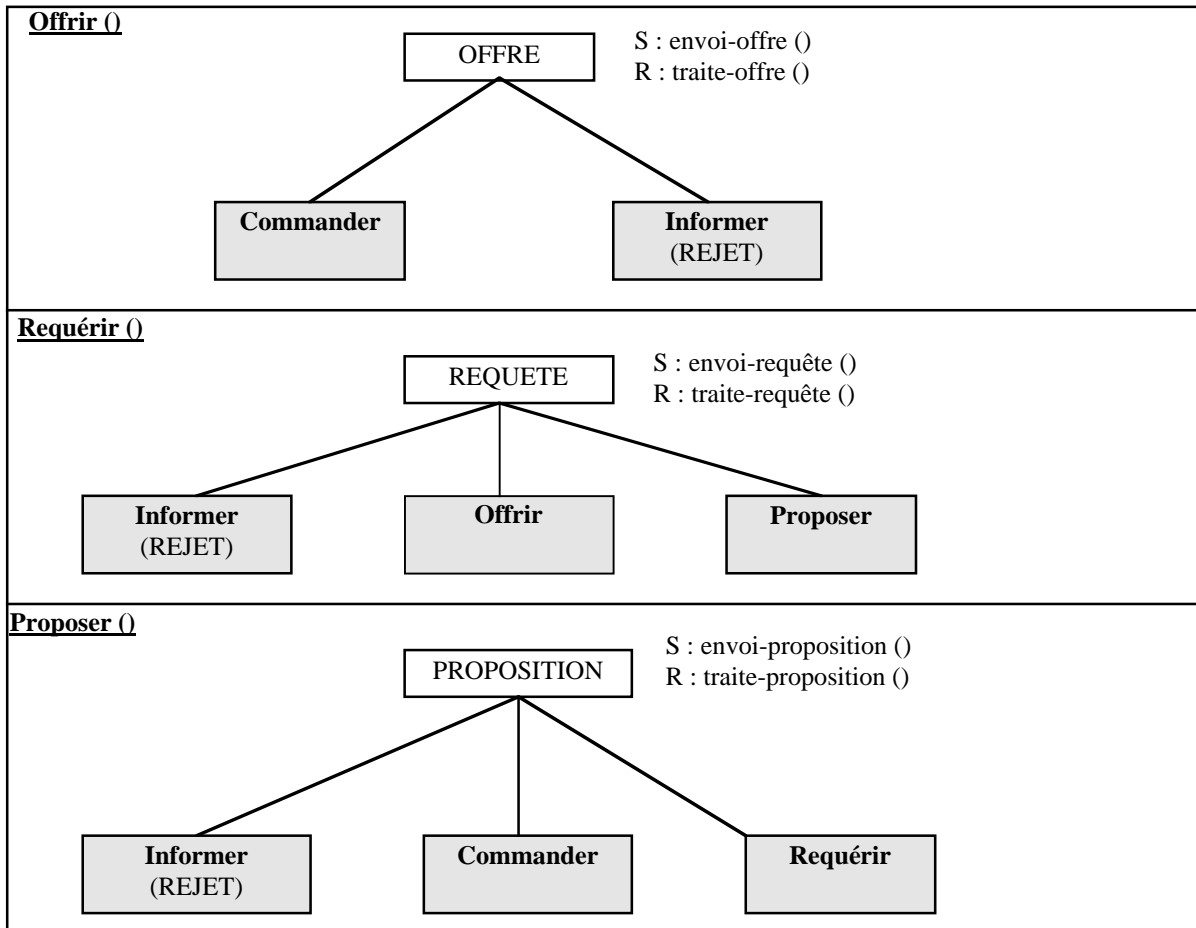 Offrir ()
OFFRE
S : envoi-offre ()
R : traite-offre ()
Commander
Informer
(REJET)
Requérir ()
REQUETE
S : envoi-requête ()
R : traite-requête ()
Informer
(REJET)
Offrir
Proposer
Proposer ()
PROPOSITION
S : envoi-proposition ()
R : traite-proposition ()
Informer
(REJET)
Commander
Requérir